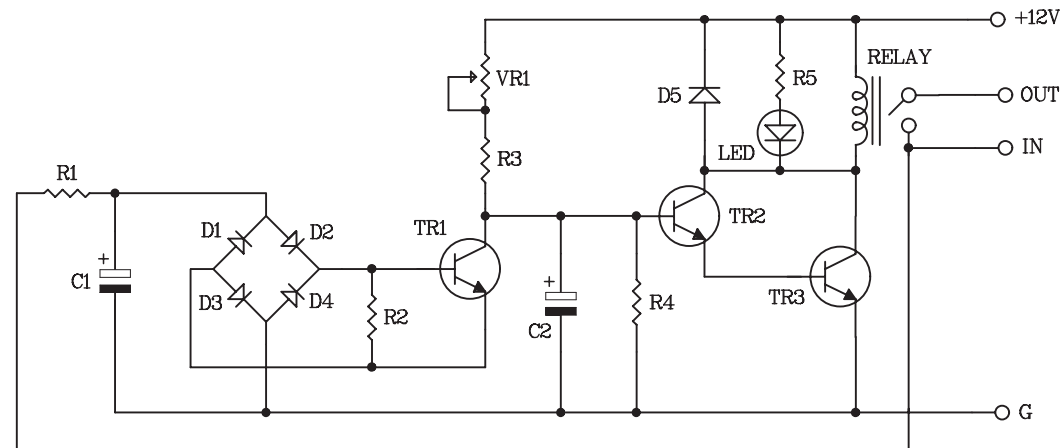 +12V
RELAY
VR1
R5
D5
OUT
LED
IN
R3
R1
TR2
D1
D2
TR1
C1
+
D3
D4
R2
+
C2
R4
TR3
G